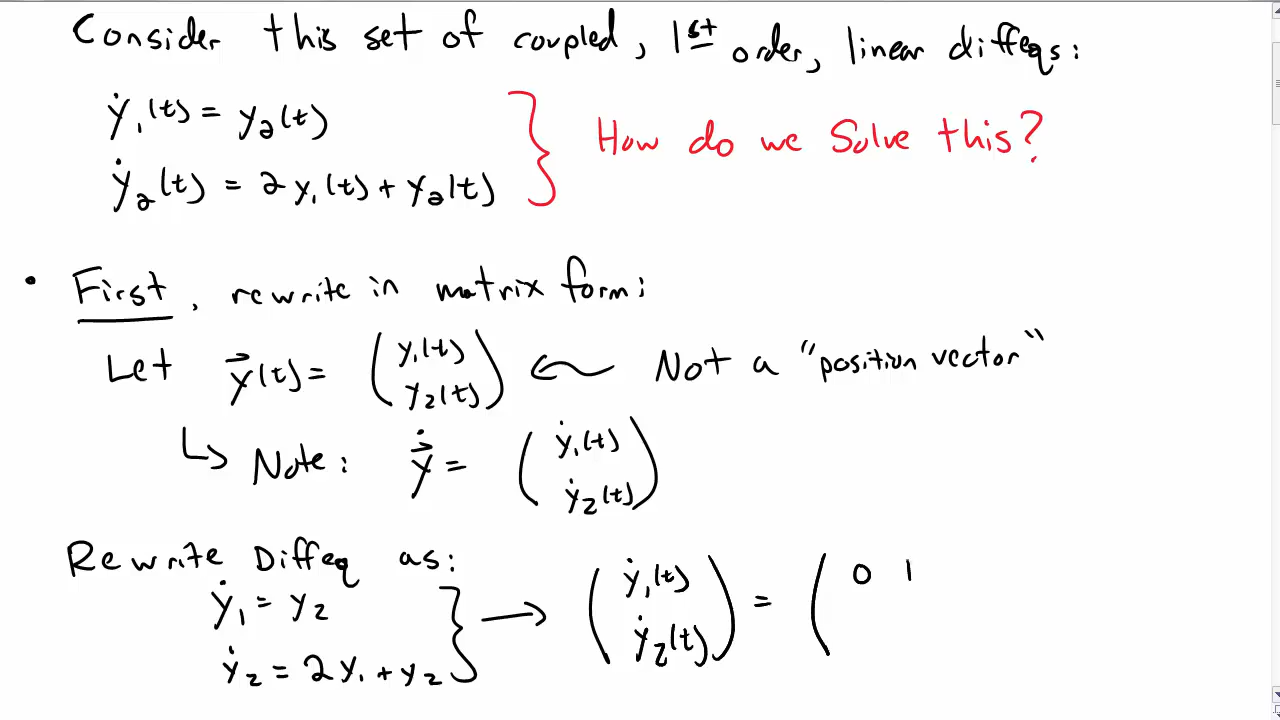 Consider this set of coupled, 1st order, linear diffeqs:
ẏ₁(t) = y₂(t)
How do we Solve this?
ẏ₂(t) = 2y₁(t) + y₂(t)
• First, rewrite in matrix form:
Let y⃗(t) = ( y₁(t) y₂(t) ) ← Not a "position vector"
↳ Note: y⃗̇ = ( ẏ₁(t) ẏ₂(t) )
Rewrite Diffeq as:
ẏ₁ = y₂
ẏ₂ = 2y₁ + y₂
→ ( ẏ₁(t) ẏ₂(t) ) = ( 0 1